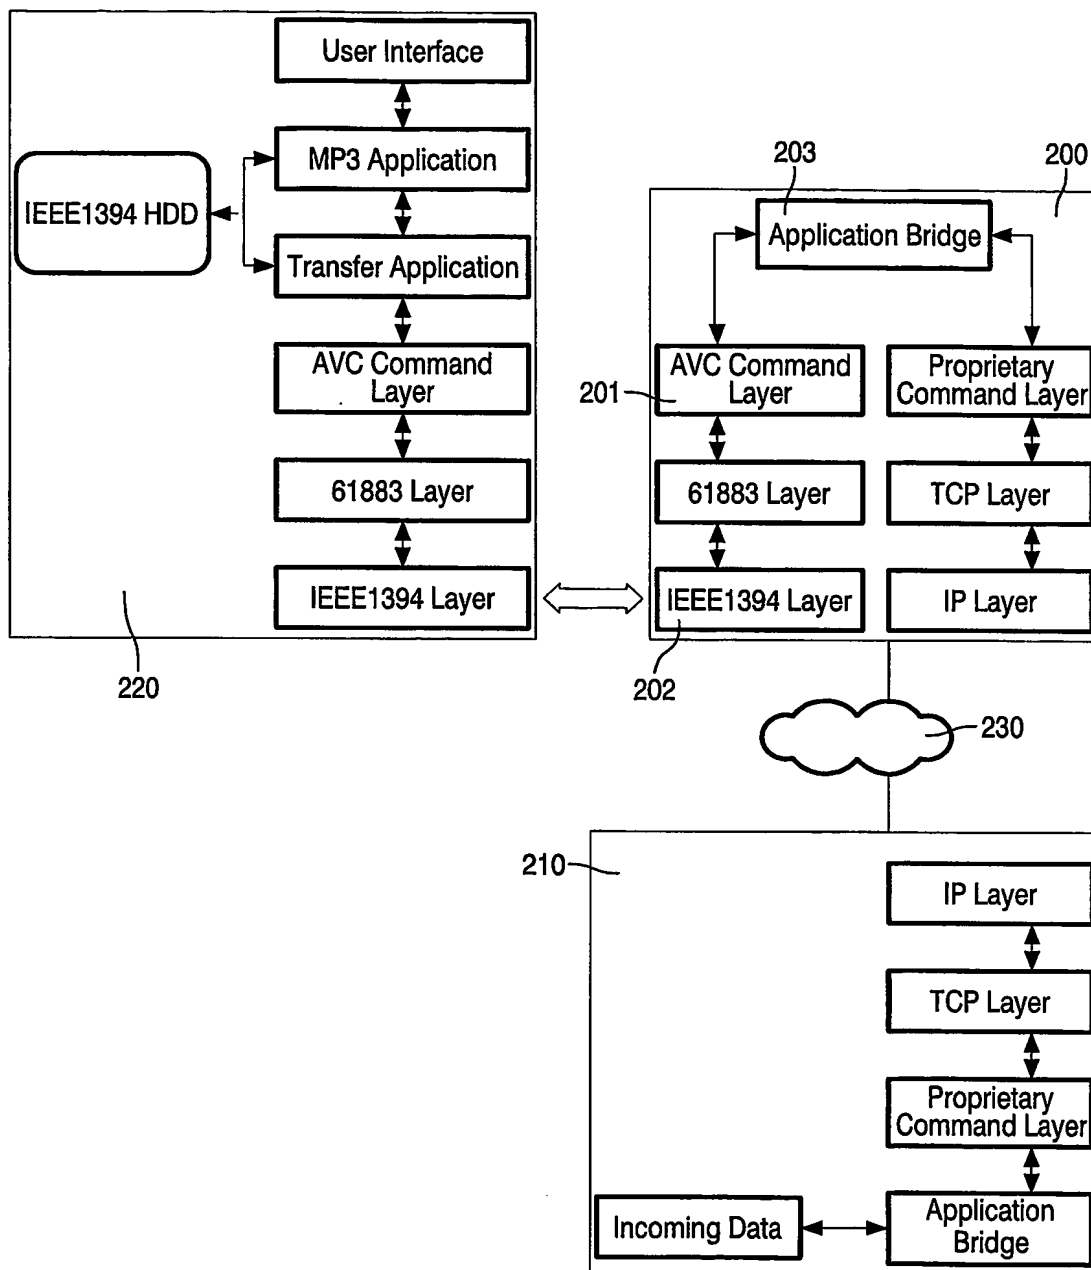 User Interface
MP3 Application
IEEE1394 HDD
Transfer Application
AVC Command
Layer
61883 Layer
IEEE1394 Layer
220
203
200
Application Bridge
AVC Command
Layer
201
Proprietary
Command Layer
61883 Layer
TCP Layer
IEEE1394 Layer
IP Layer
202
230
210
IP Layer
TCP Layer
Proprietary
Command Layer
Incoming Data
Application
Bridge